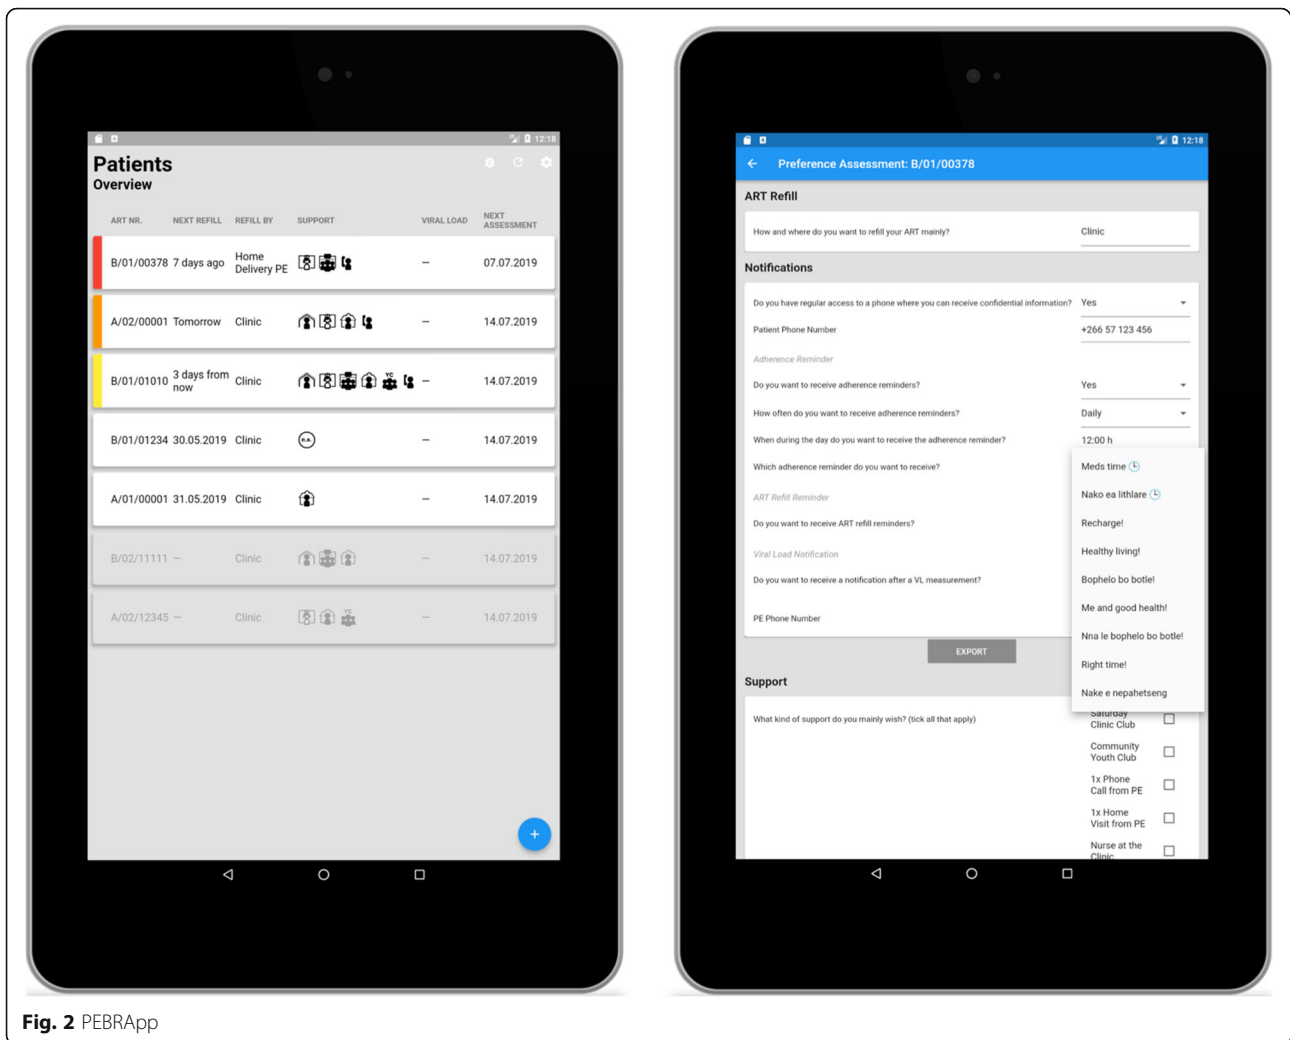 12:18
Patients
Overview
ART NR. NEXT REFILL REFILL BY SUPPORT VIRAL LOAD NEXT ASSESSMENT
B/01/00378 7 days ago Home Delivery PE – 07.07.2019
A/02/00001 Tomorrow Clinic – 14.07.2019
B/01/01010 3 days from now Clinic YC – 14.07.2019
B/01/01234 30.05.2019 Clinic n.a. – 14.07.2019
A/01/00001 31.05.2019 Clinic – 14.07.2019
B/02/11111 – Clinic – 14.07.2019
A/02/12345 – Clinic YC – 14.07.2019
+
12:18
Preference Assessment: B/01/00378
ART Refill
How and where do you want to refill your ART mainly? Clinic
Notifications
Do you have regular access to a phone where you can receive confidential information? Yes
Patient Phone Number +266 57 123 456
Adherence Reminder
Do you want to receive adherence reminders? Yes
How often do you want to receive adherence reminders? Daily
When during the day do you want to receive the adherence reminder? 12:00 h
Which adherence reminder do you want to receive?
Meds time 🕒
Nako ea lithlare 🕒
Recharge!
Healthy living!
Bophelo bo botle!
Me and good health!
Nna le bophelo bo botle!
Right time!
Nake e nepahetseng
ART Refill Reminder
Do you want to receive ART refill reminders?
Viral Load Notification
Do you want to receive a notification after a VL measurement?
PE Phone Number
EXPORT
Support
What kind of support do you mainly wish? (tick all that apply)
Saturday
Clinic Club
Community
Youth Club
1x Phone
Call from PE
1x Home
Visit from PE
Nurse at the
Clinic
Fig. 2 PEBRApp